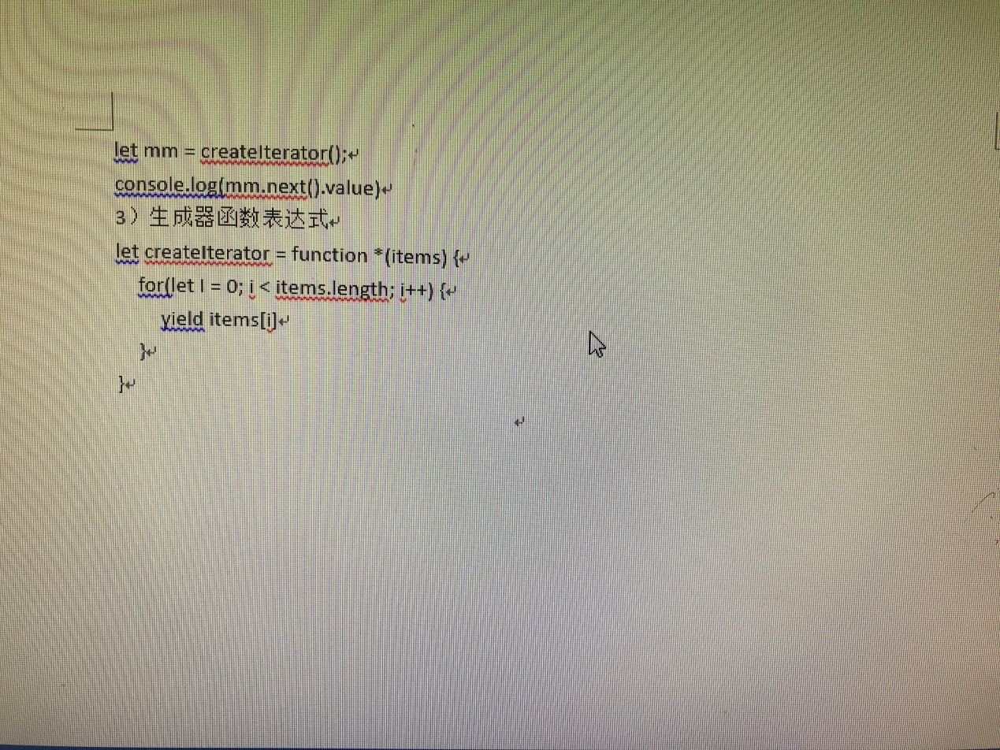 let mm = createIterator();
console.log(mm.next().value)
3）生成器函数表达式
let createIterator = function *(items) {
for(let I = 0; i < items.length; i++) {
yield items[i]
}
}